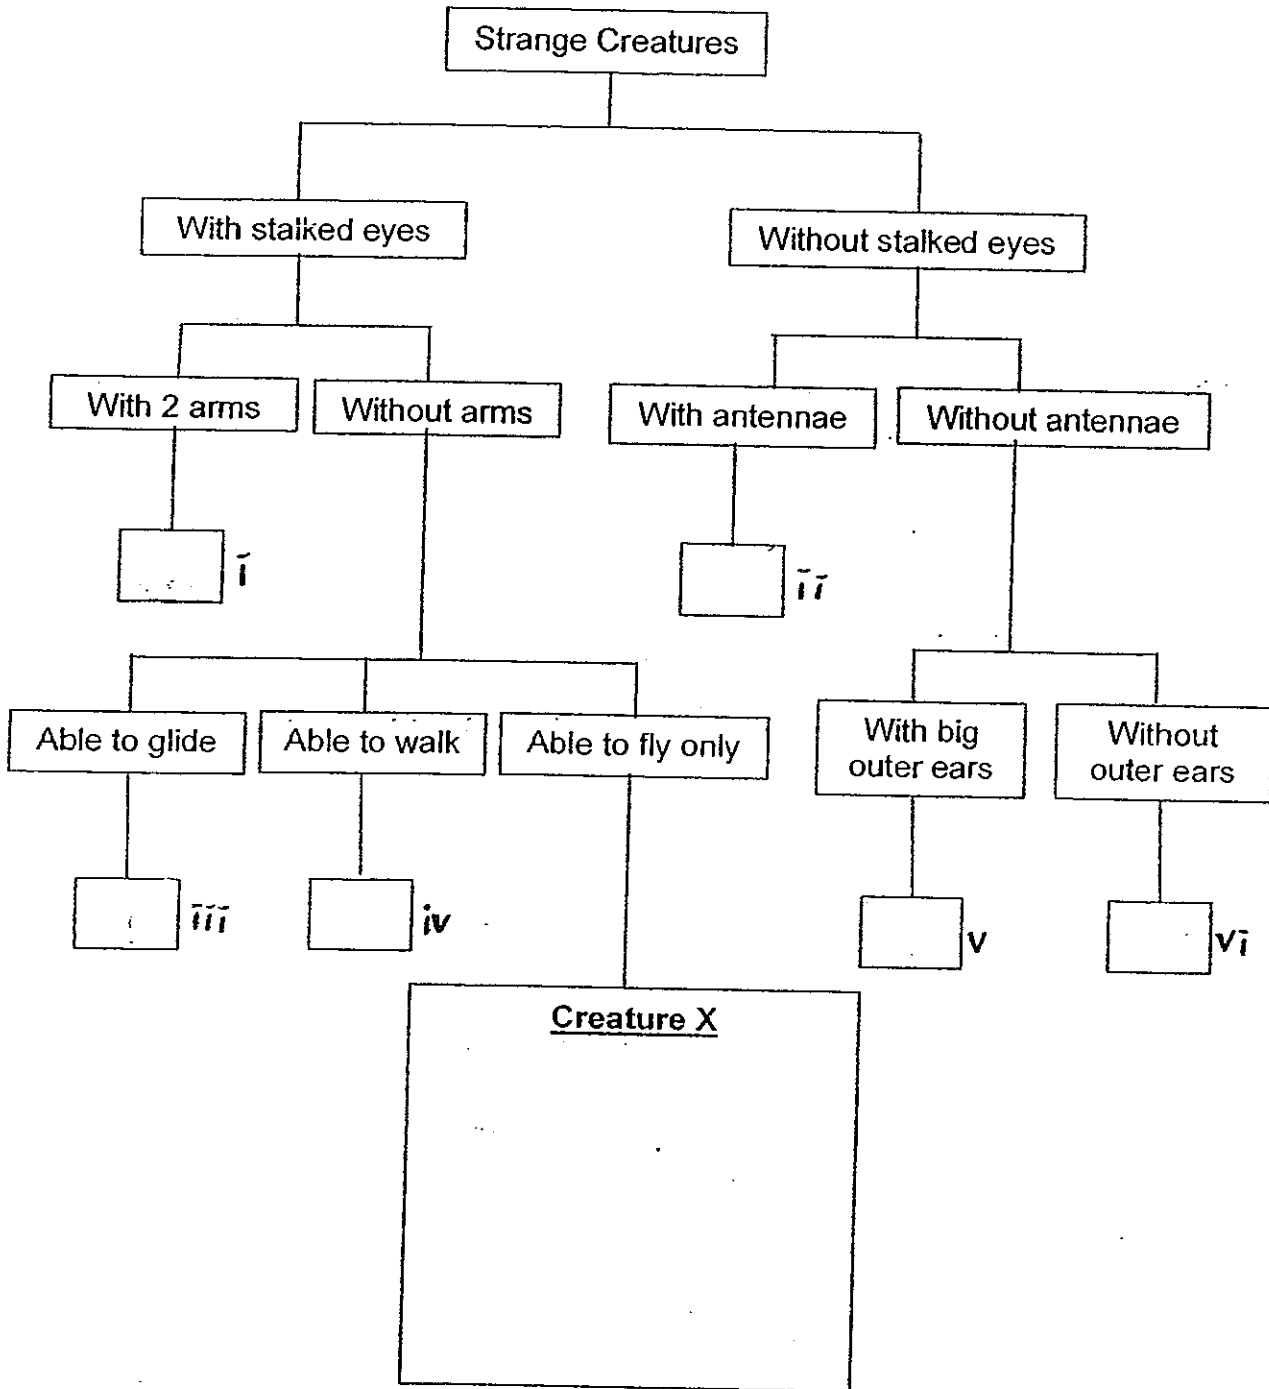 Strange Creatures
With stalked eyes
Without stalked eyes
With 2 arms
Without arms
With antennae
Without antennae
i
ii
Able to glide
Able to walk
Able to fly only
With big
outer ears
Without
outer ears
iii
iv
v
vi
Creature X